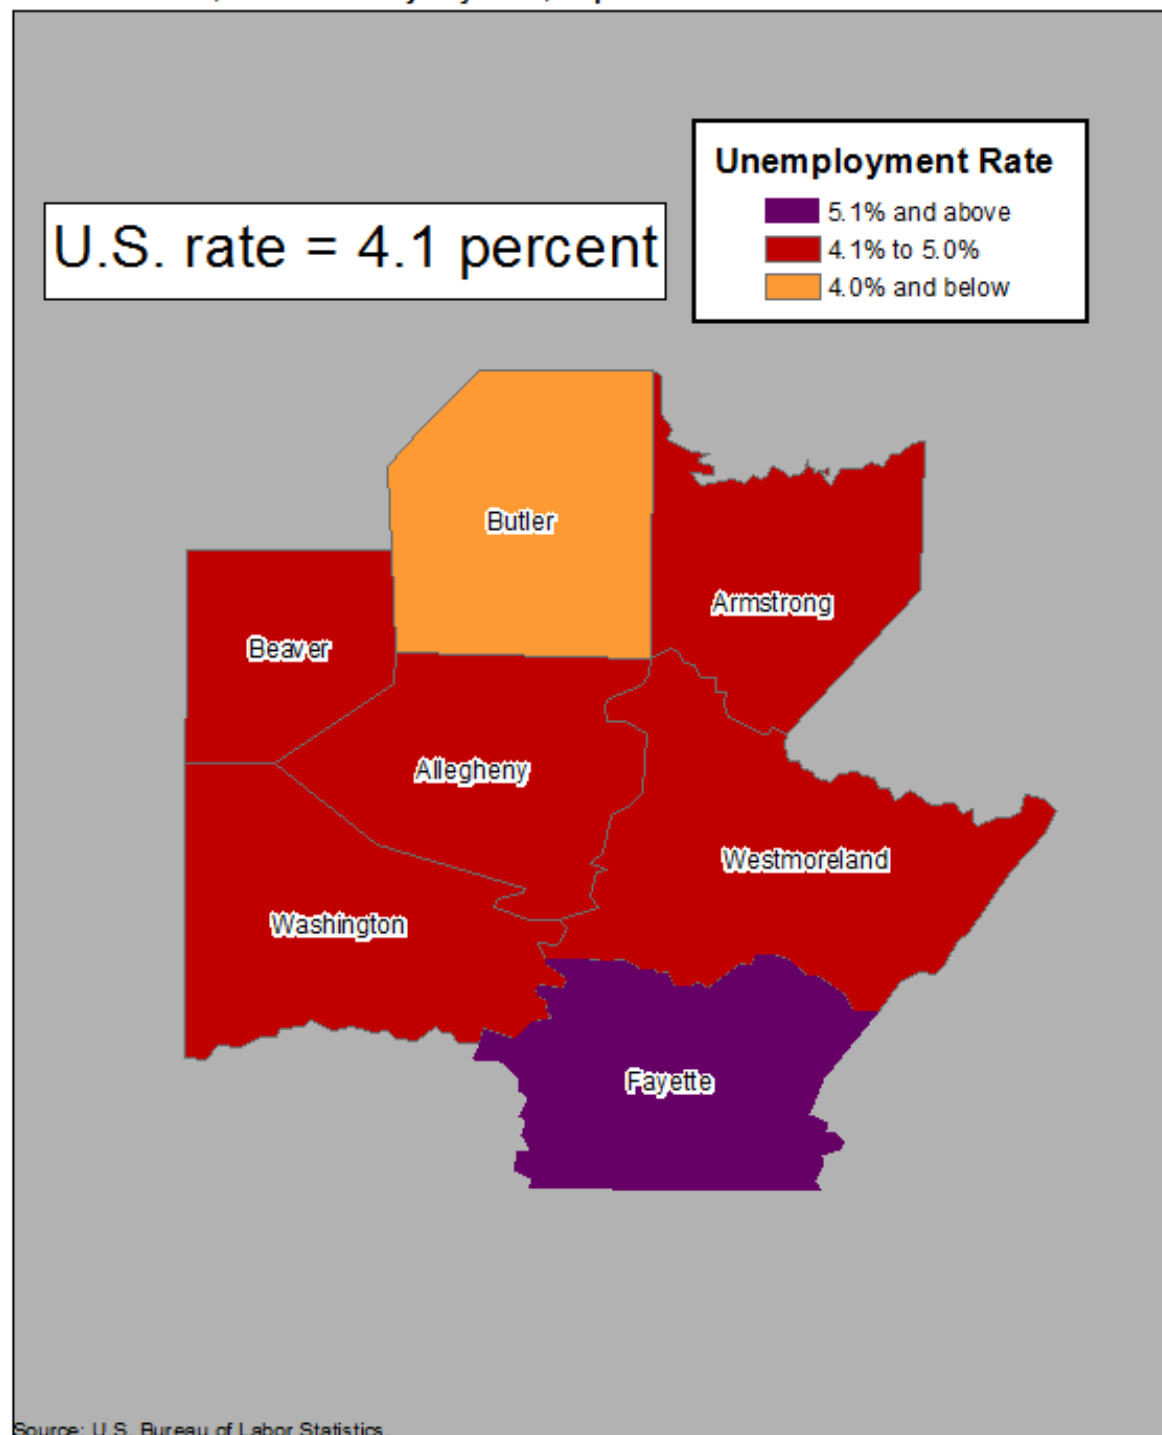 Unemployment Rate
5.1% and above
4.1% to 5.0%
4.0% and below
U.S. rate = 4.1 percent
Butler
Armstrong
Beaver
Allegheny
Westmoreland
Washington
Fayette
Source: U.S. Bureau of Labor Statistics